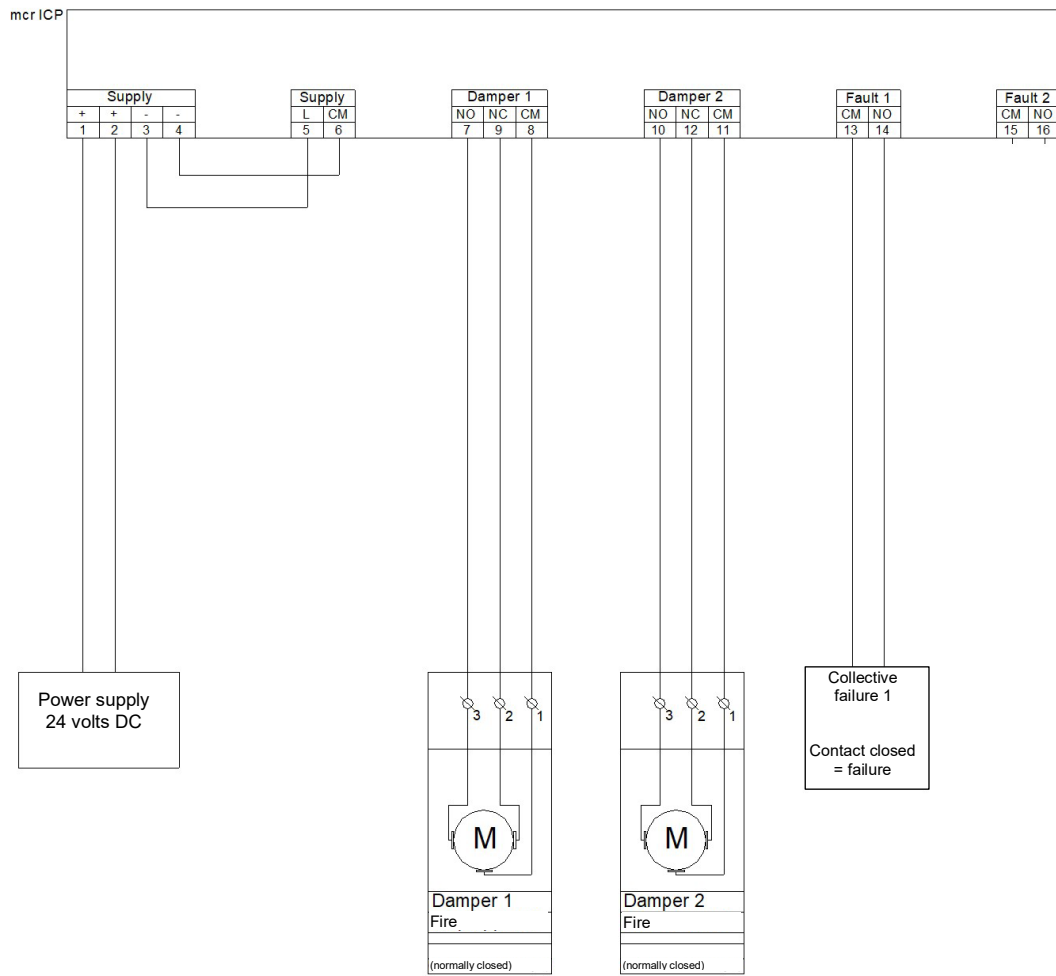 mcr ICP
Supply Supply Damper 1 Damper 2 Fault 1 Fault 2
+ + - - L CM NO NC CM NO NC CM CM NO CM NO
1 2 3 4 5 6 7 9 8 10 12 11 13 14 15 16
Power supply
24 volts DC
3 2 1
M
Damper 1
Fire
(normally closed)
3 2 1
M
Damper 2
Fire
(normally closed)
Collective
failure 1
Contact closed
= failure